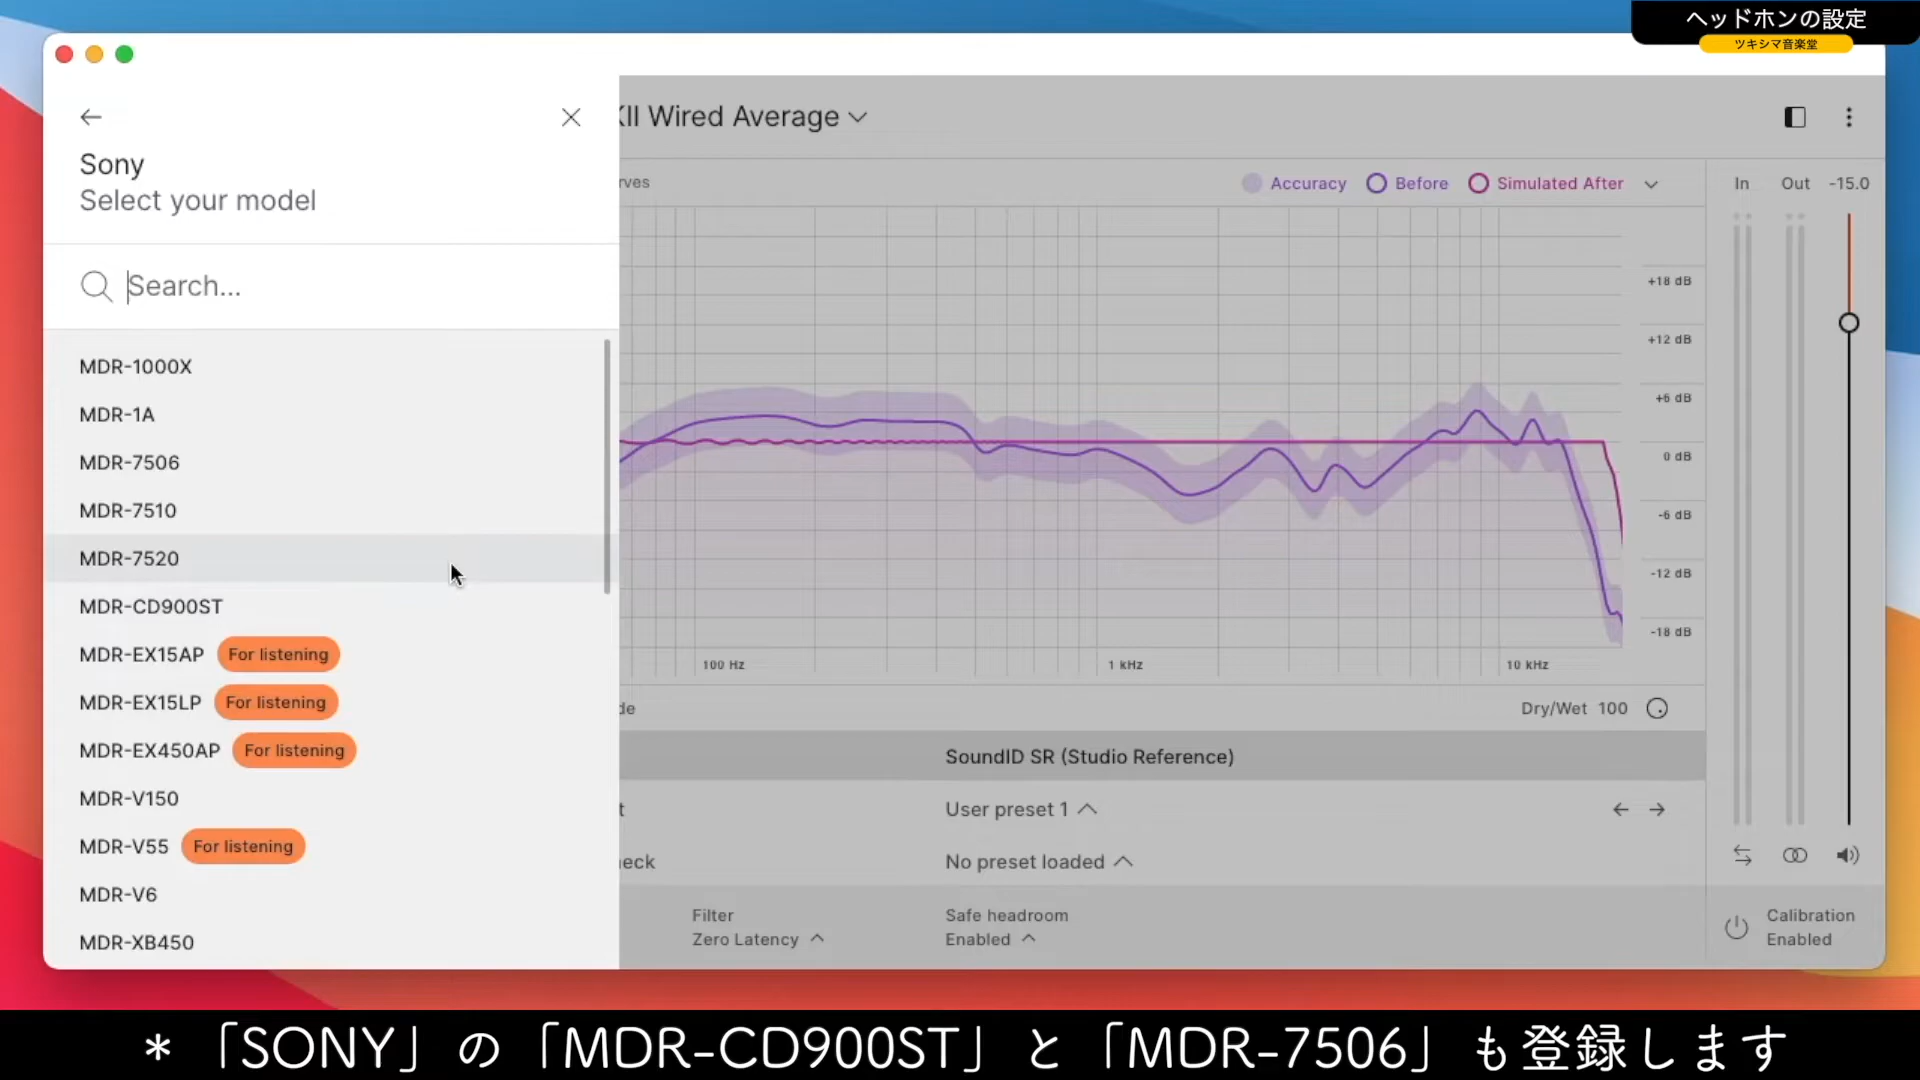 ヘッドホンの設定
ツキシマ音楽堂
Sony
Select your model
Search...
MDR-1000X
MDR-1A
MDR-7506
MDR-7510
MDR-7520
MDR-CD900ST
MDR-EX15AP For listening
MDR-EX15LP For listening
MDR-EX450AP For listening
MDR-V150
MDR-V55 For listening
MDR-V6
MDR-XB450
KII Wired Average
rves
Accuracy Before Simulated After
In Out -15.0
+18 dB
+12 dB
+6 dB
0 dB
-6 dB
-12 dB
-18 dB
100 Hz 1 kHz 10 kHz
de
Dry/Wet 100
SoundID SR (Studio Reference)
t
User preset 1
heck
No preset loaded
Filter
Zero Latency
Safe headroom
Enabled
Calibration
Enabled
＊「SONY」の「MDR-CD900ST」と「MDR-7506」も登録します